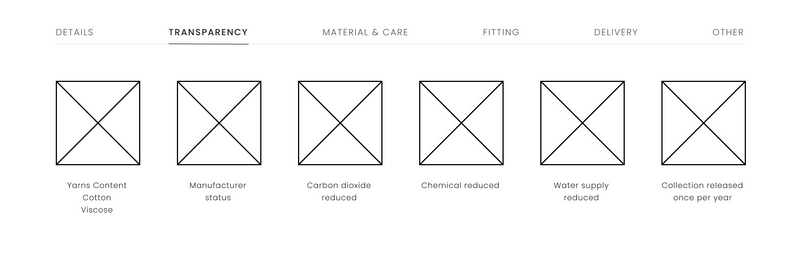 DETAILS
TRANSPARENCY
MATERIAL & CARE
FITTING
DELIVERY
OTHER
Yarns Content
Cotton
Viscose
Manufacturer
status
Carbon dioxide
reduced
Chemical reduced
Water supply
reduced
Collection released
once per year